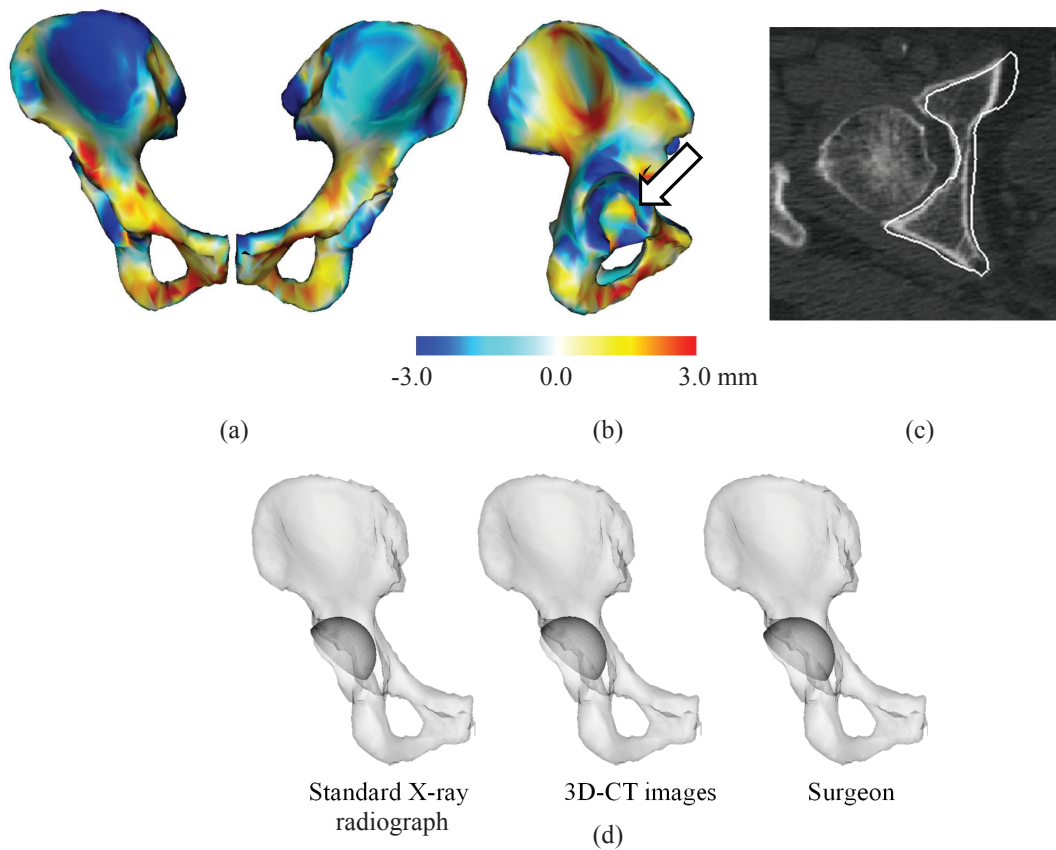 -3.0 0.0 3.0 mm
(a) (b) (c)
Standard X-ray 3D-CT images Surgeon
radiograph
(d)